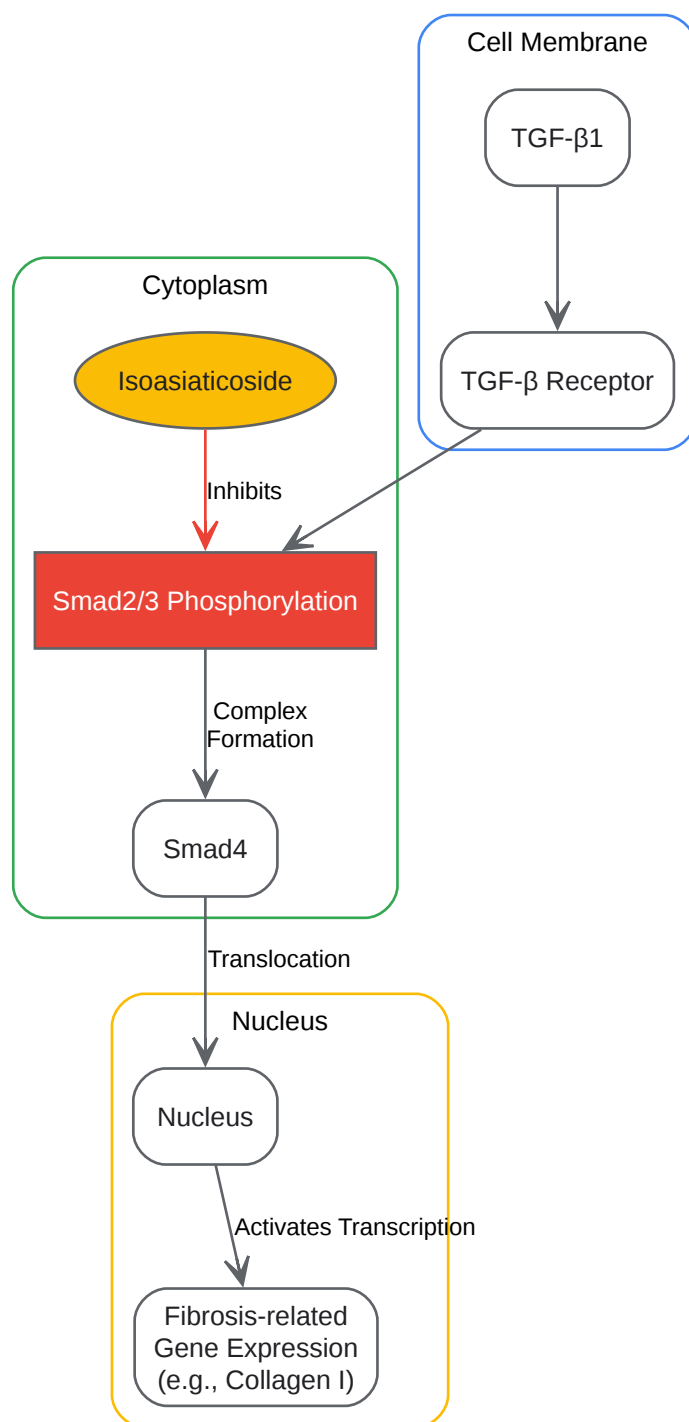 Cell Membrane
TGF-β1
TGF-β Receptor
Cytoplasm
Isoasiaticoside
Inhibits
Smad2/3 Phosphorylation
Complex
Formation
Smad4
Translocation
Nucleus
Nucleus
Activates Transcription
Fibrosis-related
Gene Expression
(e.g., Collagen I)